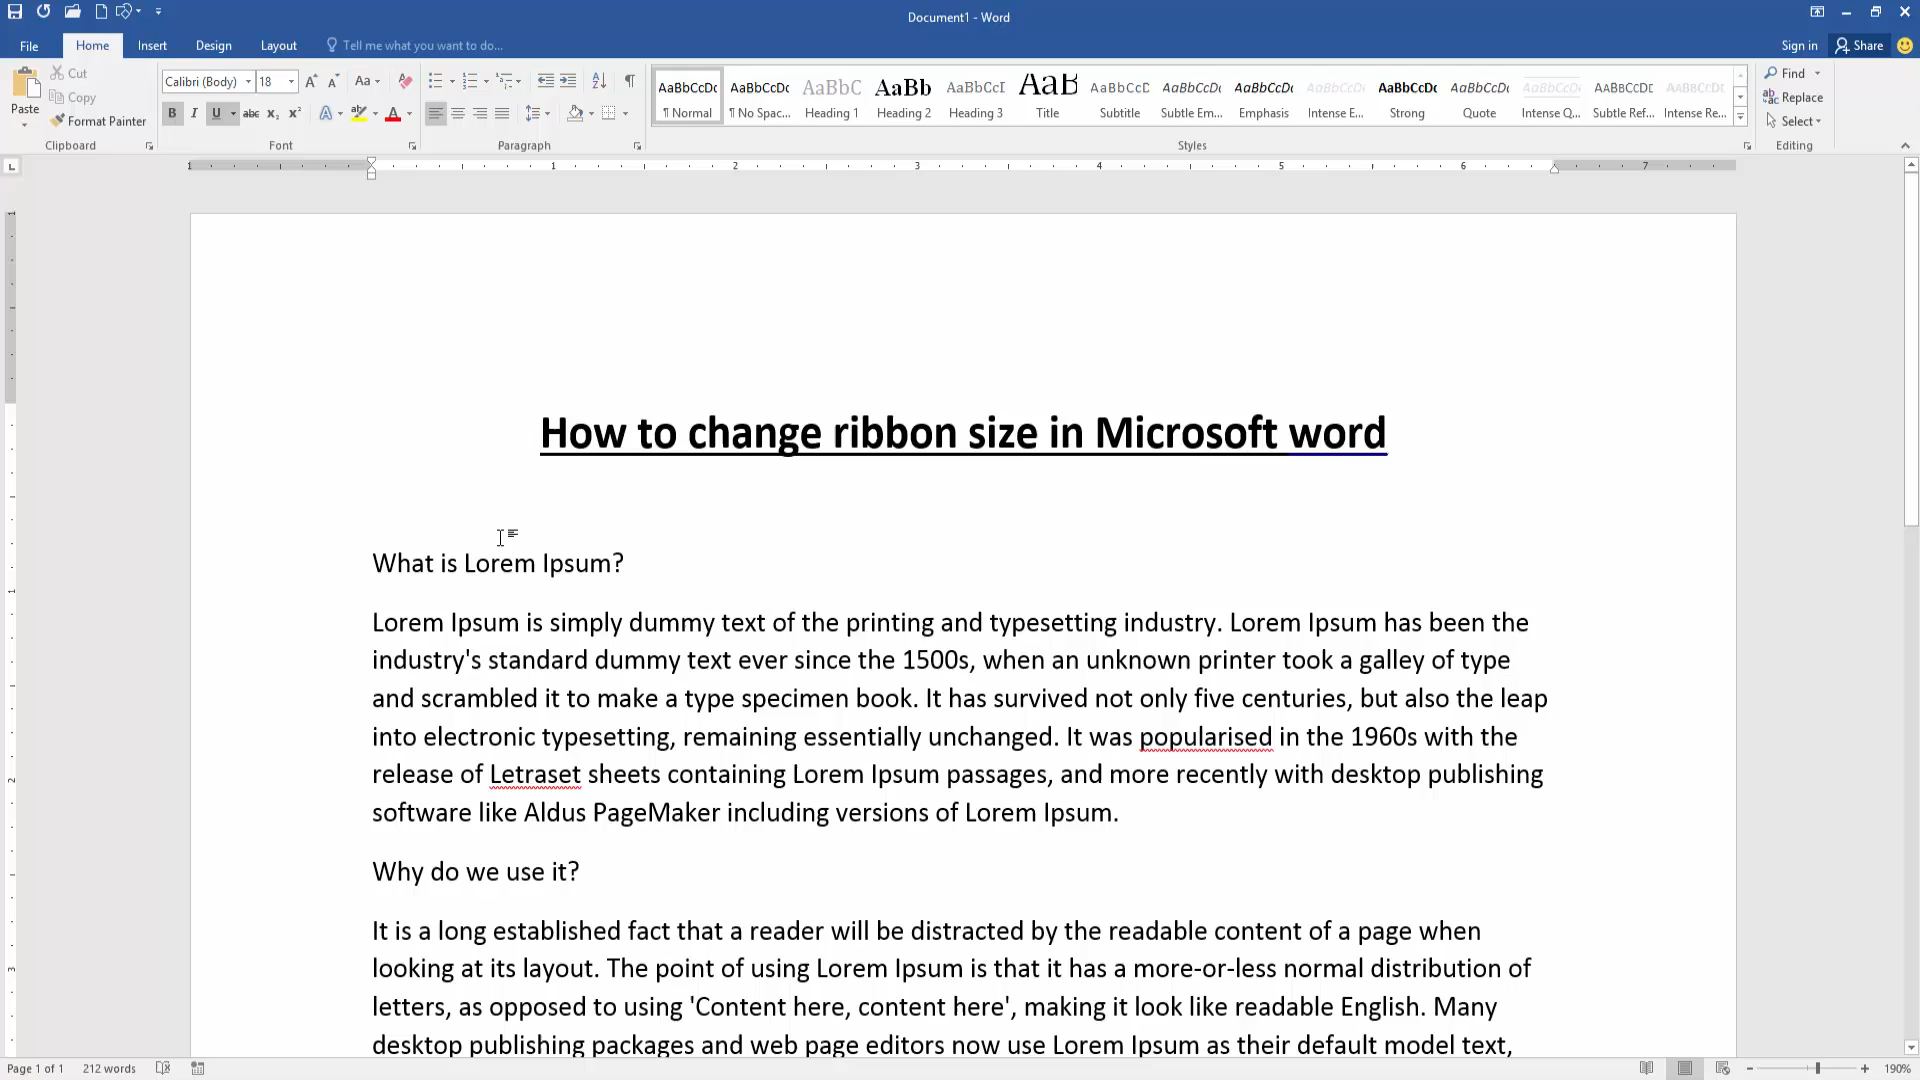 Document1 - Word
File Home Insert Design Layout Tell me what you want to do... Sign in Share
Paste Cut Copy Format Painter
Calibri (Body) 18
AaBbCcDc AaBbCcDc AaBbC AaBb AaBbCcI AaB AaBbCcD AaBbCcDc AaBbCcDc AaBbCcDc AaBbCcDc AaBbCcDc AaBbCcDc AaBbCcDc AaBbCcDc
¶ Normal ¶ No Spac... Heading 1 Heading 2 Heading 3 Title Subtitle Subtle Em... Emphasis Intense E... Strong Quote Intense Q... Subtle Ref... Intense Re...
Find Replace Select
Clipboard Font Paragraph Styles Editing
1 1 2 3 4 5 6 7
How to change ribbon size in Microsoft word
What is Lorem Ipsum?
Lorem Ipsum is simply dummy text of the printing and typesetting industry. Lorem Ipsum has been the
industry's standard dummy text ever since the 1500s, when an unknown printer took a galley of type
and scrambled it to make a type specimen book. It has survived not only five centuries, but also the leap
into electronic typesetting, remaining essentially unchanged. It was popularised in the 1960s with the
release of Letraset sheets containing Lorem Ipsum passages, and more recently with desktop publishing
software like Aldus PageMaker including versions of Lorem Ipsum.
Why do we use it?
It is a long established fact that a reader will be distracted by the readable content of a page when
looking at its layout. The point of using Lorem Ipsum is that it has a more-or-less normal distribution of
letters, as opposed to using 'Content here, content here', making it look like readable English. Many
desktop publishing packages and web page editors now use Lorem Ipsum as their default model text,
Page 1 of 1 212 words 190%